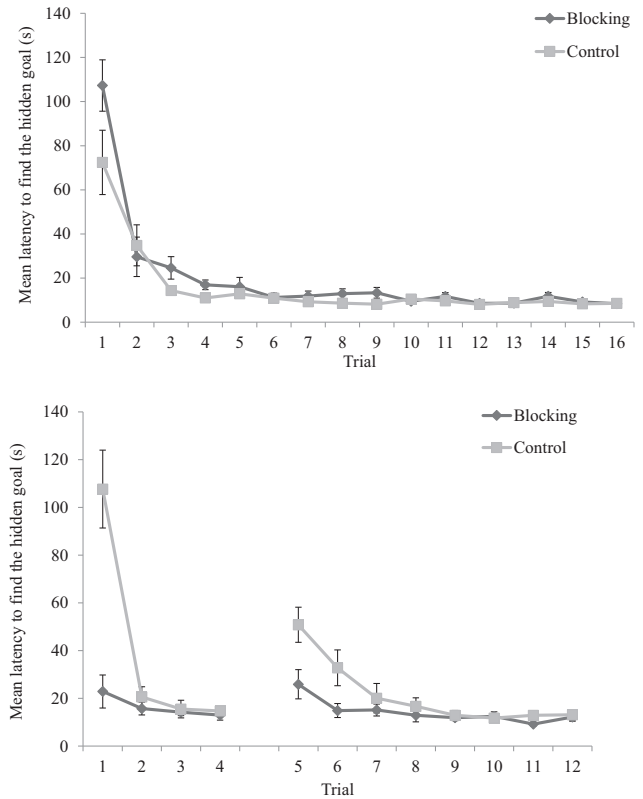 140
120
100
80
60
40
20
0
Mean latency to find the hidden goal (s)
Blocking
Control
1 2 3 4 5 6 7 8 9 10 11 12 13 14 15 16
Trial
140
120
100
80
60
40
20
0
Mean latency to find the hidden goal (s)
Blocking
Control
1 2 3 4 5 6 7 8 9 10 11 12
Trial